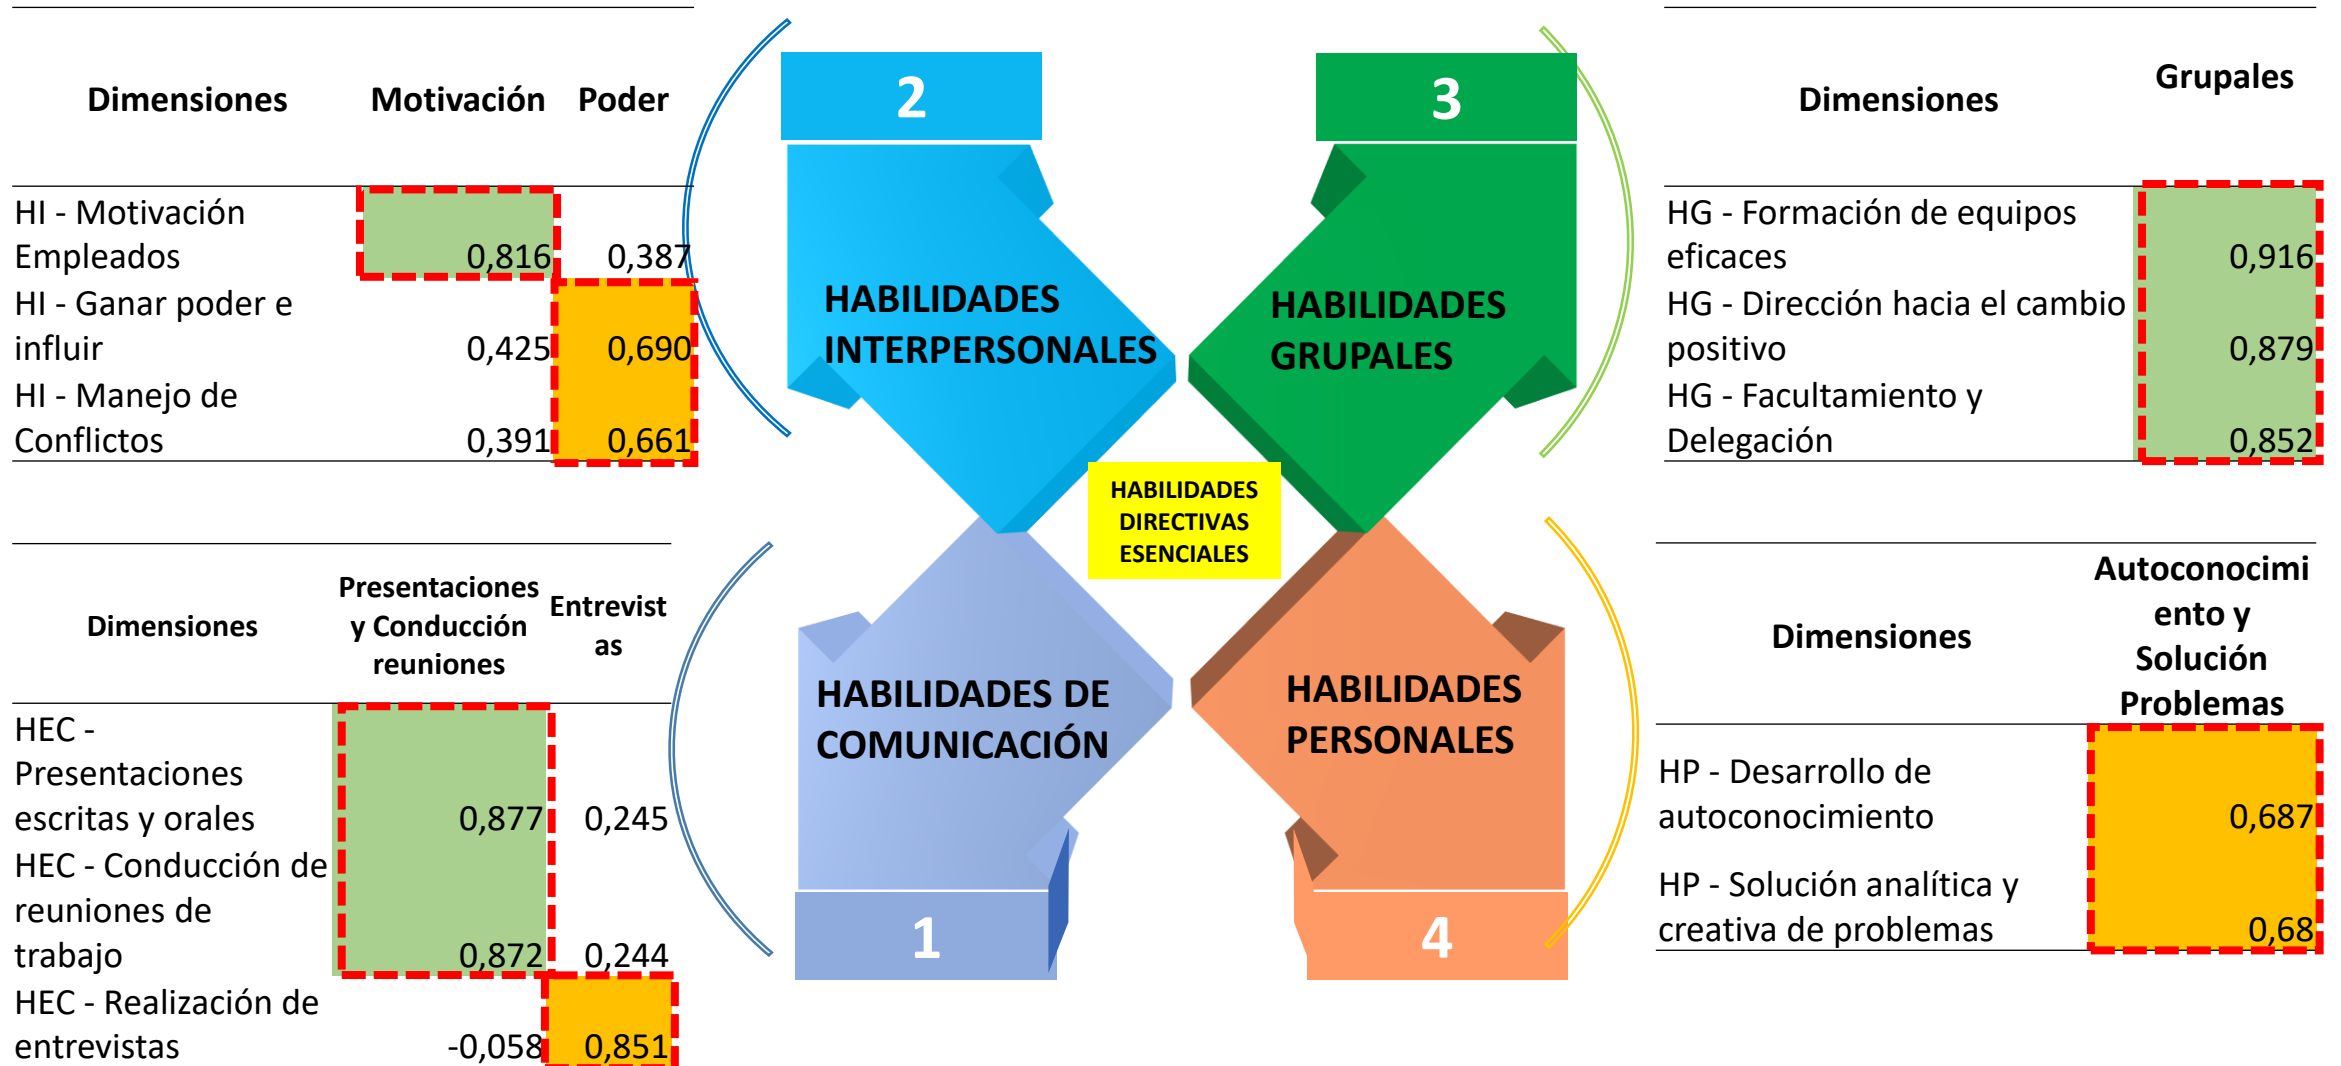 Dimensiones Motivación Poder
HI - Motivación
Empleados 0,816 0,387
HI - Ganar poder e
influir 0,425 0,690
HI - Manejo de
Conflictos 0,391 0,661
2
HABILIDADES
INTERPERSONALES
3
HABILIDADES
GRUPALES
Dimensiones Grupales
HG - Formación de equipos
eficaces 0,916
HG - Dirección hacia el cambio
positivo 0,879
HG - Facultamiento y
Delegación 0,852
HABILIDADES
DIRECTIVAS
ESENCIALES
Dimensiones
Presentaciones
y Conducción
reuniones
Entrevist
as
HEC -
Presentaciones
escritas y orales 0,877 0,245
HEC - Conducción de
reuniones de
trabajo 0,872 0,244
HEC - Realización de
entrevistas -0,058 0,851
HABILIDADES DE
COMUNICACIÓN
1
HABILIDADES
PERSONALES
4
Dimensiones
Autoconocimi
ento y
Solución
Problemas
HP - Desarrollo de
autoconocimiento 0,687
HP - Solución analítica y
creativa de problemas 0,68